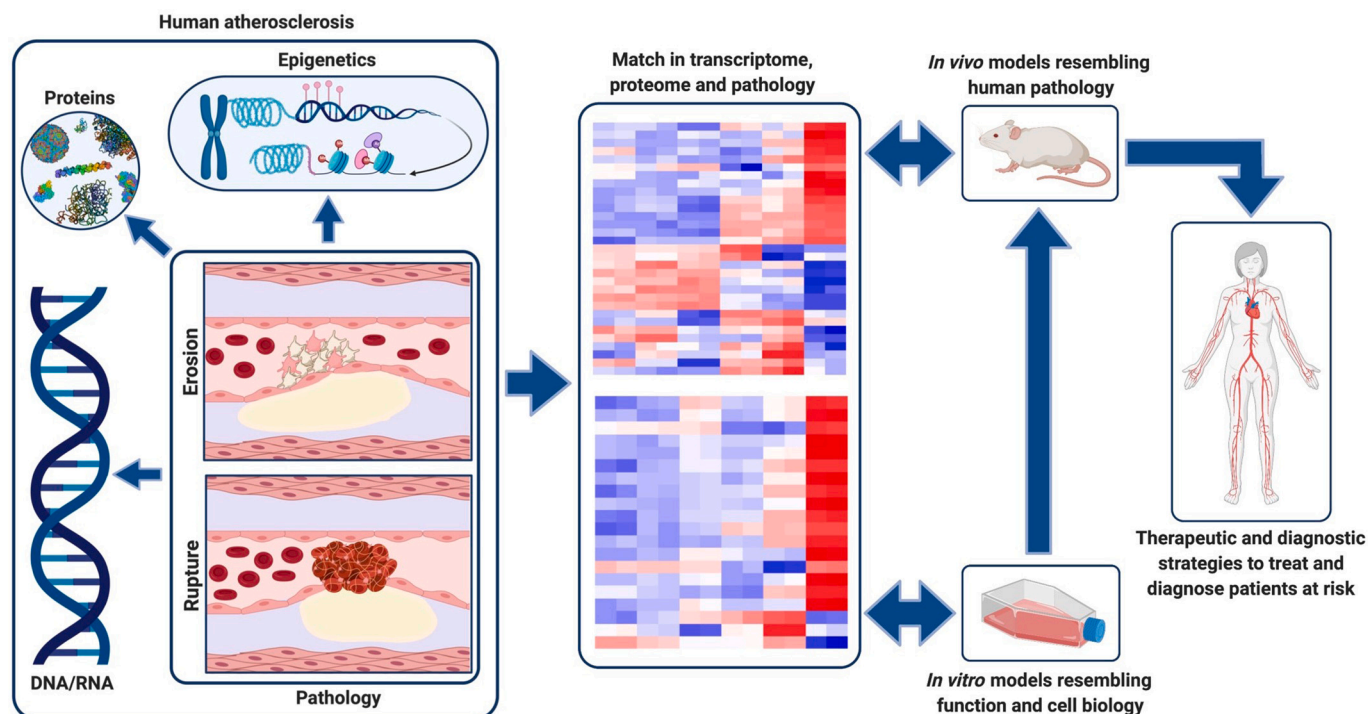 Human atherosclerosis
Epigenetics
Proteins
Erosion
Rupture
DNA/RNA
Pathology
Match in transcriptome,
proteome and pathology
In vivo models resembling
human pathology
Therapeutic and diagnostic
strategies to treat and
diagnose patients at risk
In vitro models resembling
function and cell biology